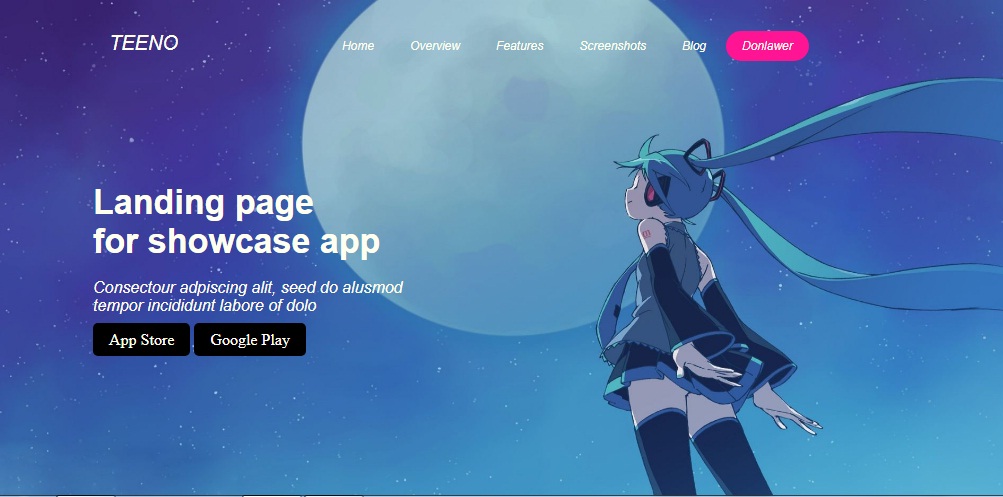 TEENO
Home Overview Features Screenshots Blog Donlawer
Landing page
for showcase app
Consectour adpiscing alit, seed do alusmod
tempor incididunt labore of dolo
App Store Google Play